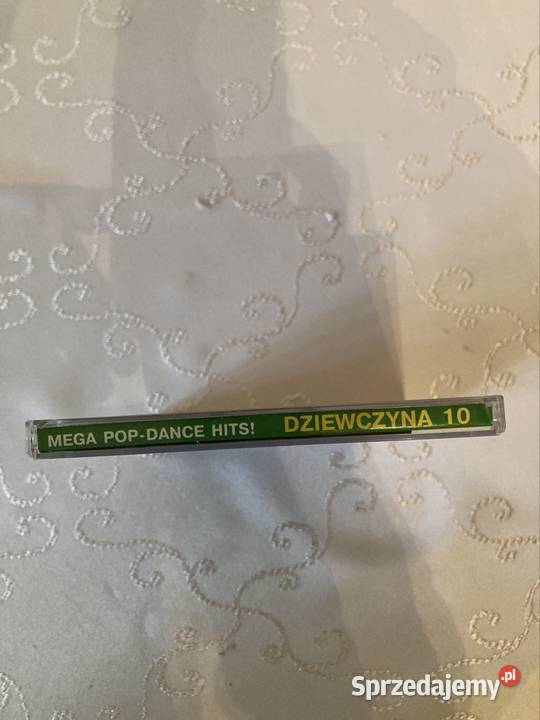 MEGA POP-DANCE HITS! DZIEWCZYNA 10
Sprzedajemy.pl